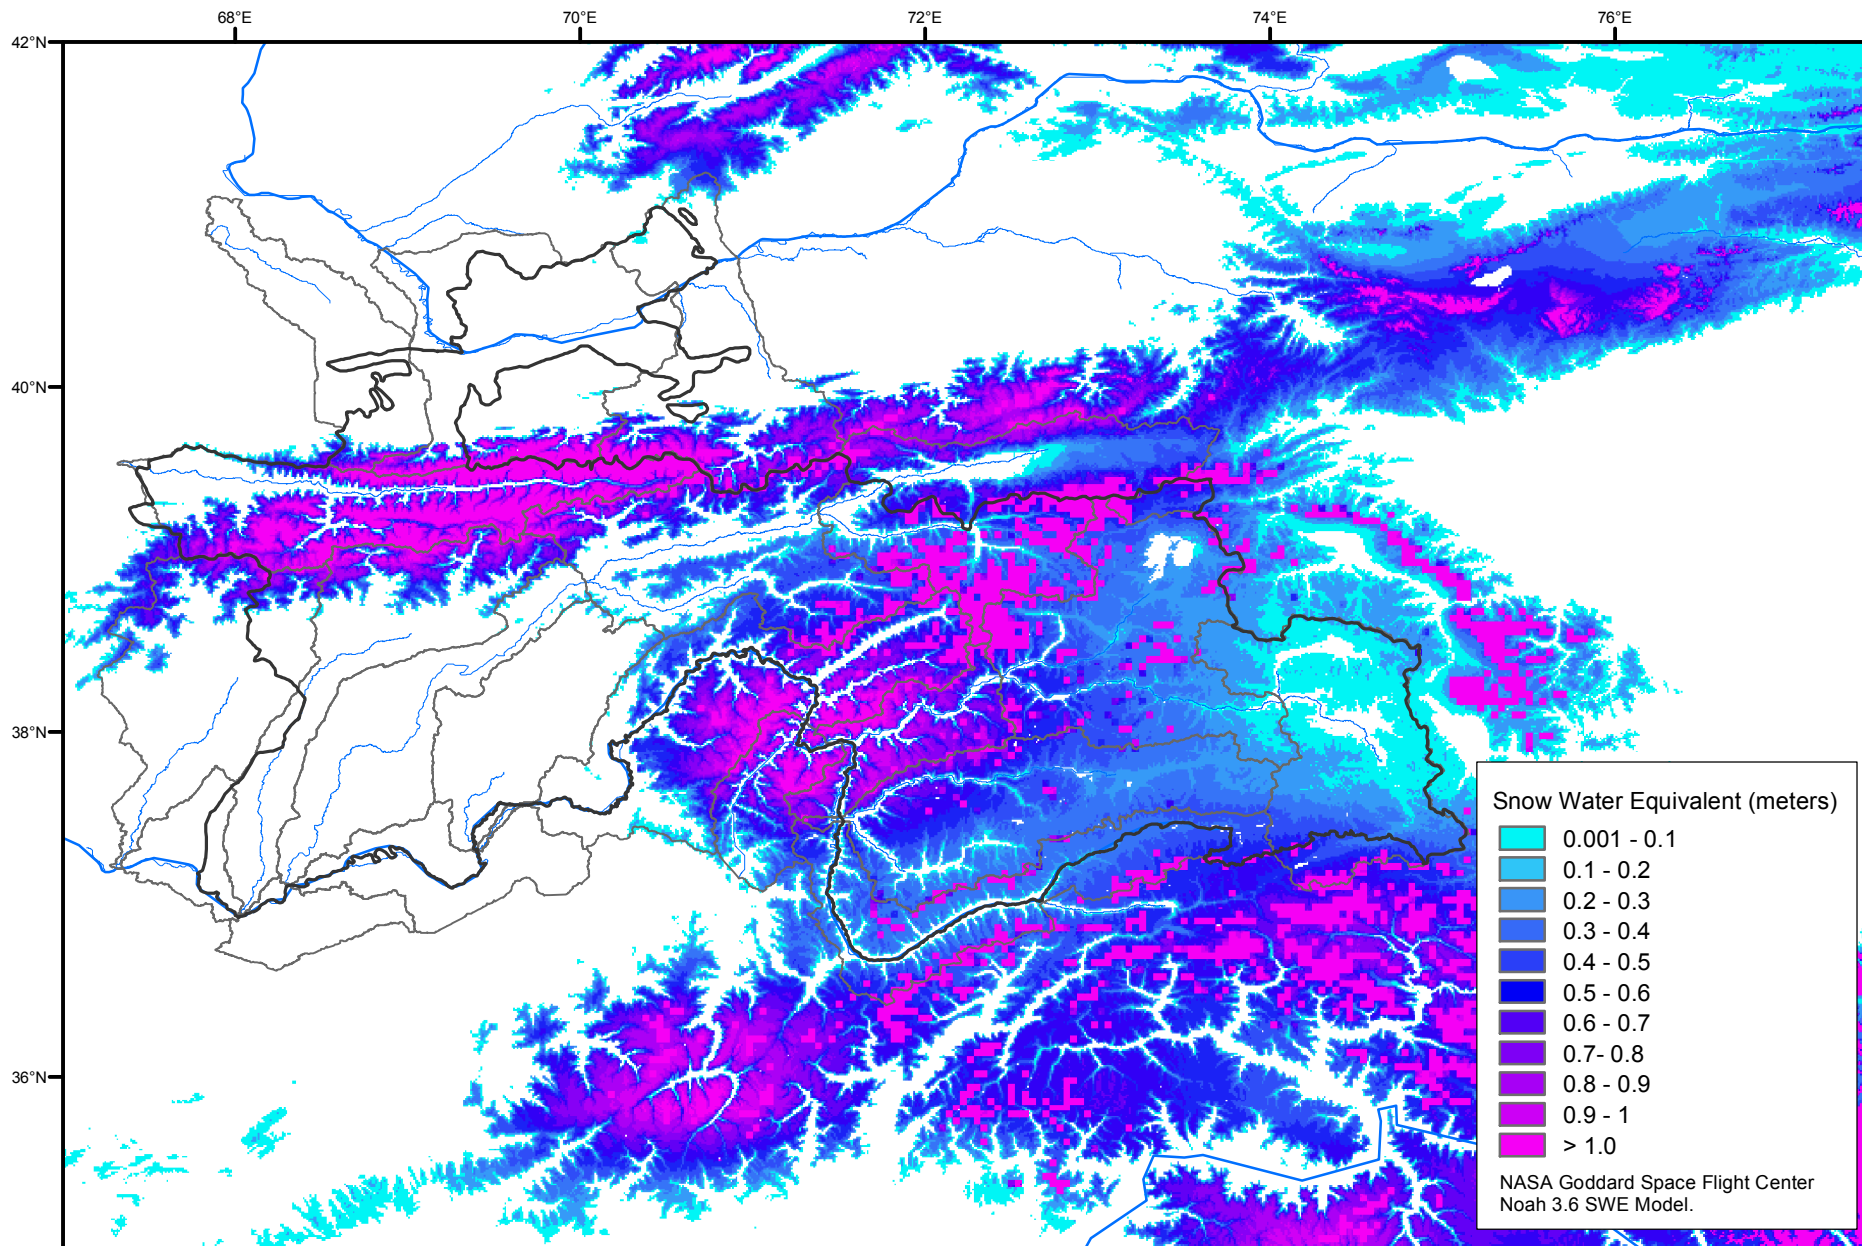 68°E
70°E
72°E
74°E
76°E
42°N
40°N
38°N
36°N
Snow Water Equivalent (meters)
0.001 - 0.1
0.1 - 0.2
0.2 - 0.3
0.3 - 0.4
0.4 - 0.5
0.5 - 0.6
0.6 - 0.7
0.7- 0.8
0.8 - 0.9
0.9 - 1
> 1.0
NASA Goddard Space Flight Center
Noah 3.6 SWE Model.